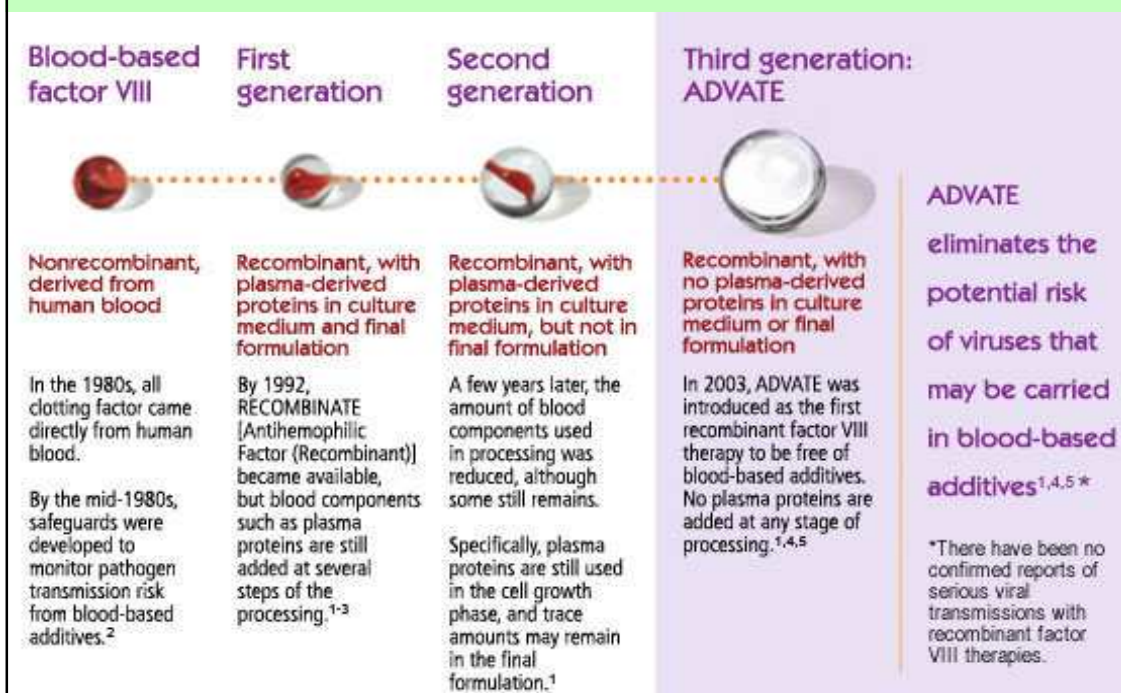 Blood-based
factor VIII
Nonrecombinant,
derived from
human blood
In the 1980s, all
clotting factor came
directly from human
blood.
By the mid-1980s,
safeguards were
developed to
monitor pathogen
transmission risk
from blood-based
additives.2
First
generation
Recombinant, with
plasma-derived
proteins in culture
medium and final
formulation
By 1992,
RECOMBINATE
[Antihemophilic
Factor (Recombinant)]
became available,
but blood components
such as plasma
proteins are still
added at several
steps of the
processing.1-3
Second
generation
Recombinant, with
plasma-derived
proteins in culture
medium, but not in
final formulation
A few years later, the
amount of blood
components used
in processing was
reduced, although
some still remains.
Specifically, plasma
proteins are still used
in the cell growth
phase, and trace
amounts may remain
in the final
formulation.1
Third generation:
ADVATE
Recombinant, with
no plasma-derived
proteins in culture
medium or final
formulation
In 2003, ADVATE was
introduced as the first
recombinant factor VIII
therapy to be free of
blood-based additives.
No plasma proteins are
added at any stage of
processing.1,4,5
ADVATE
eliminates the
potential risk
of viruses that
may be carried
in blood-based
additives1,4,5 *
*There have been no
confirmed reports of
serious viral
transmissions with
recombinant factor
VIII therapies.